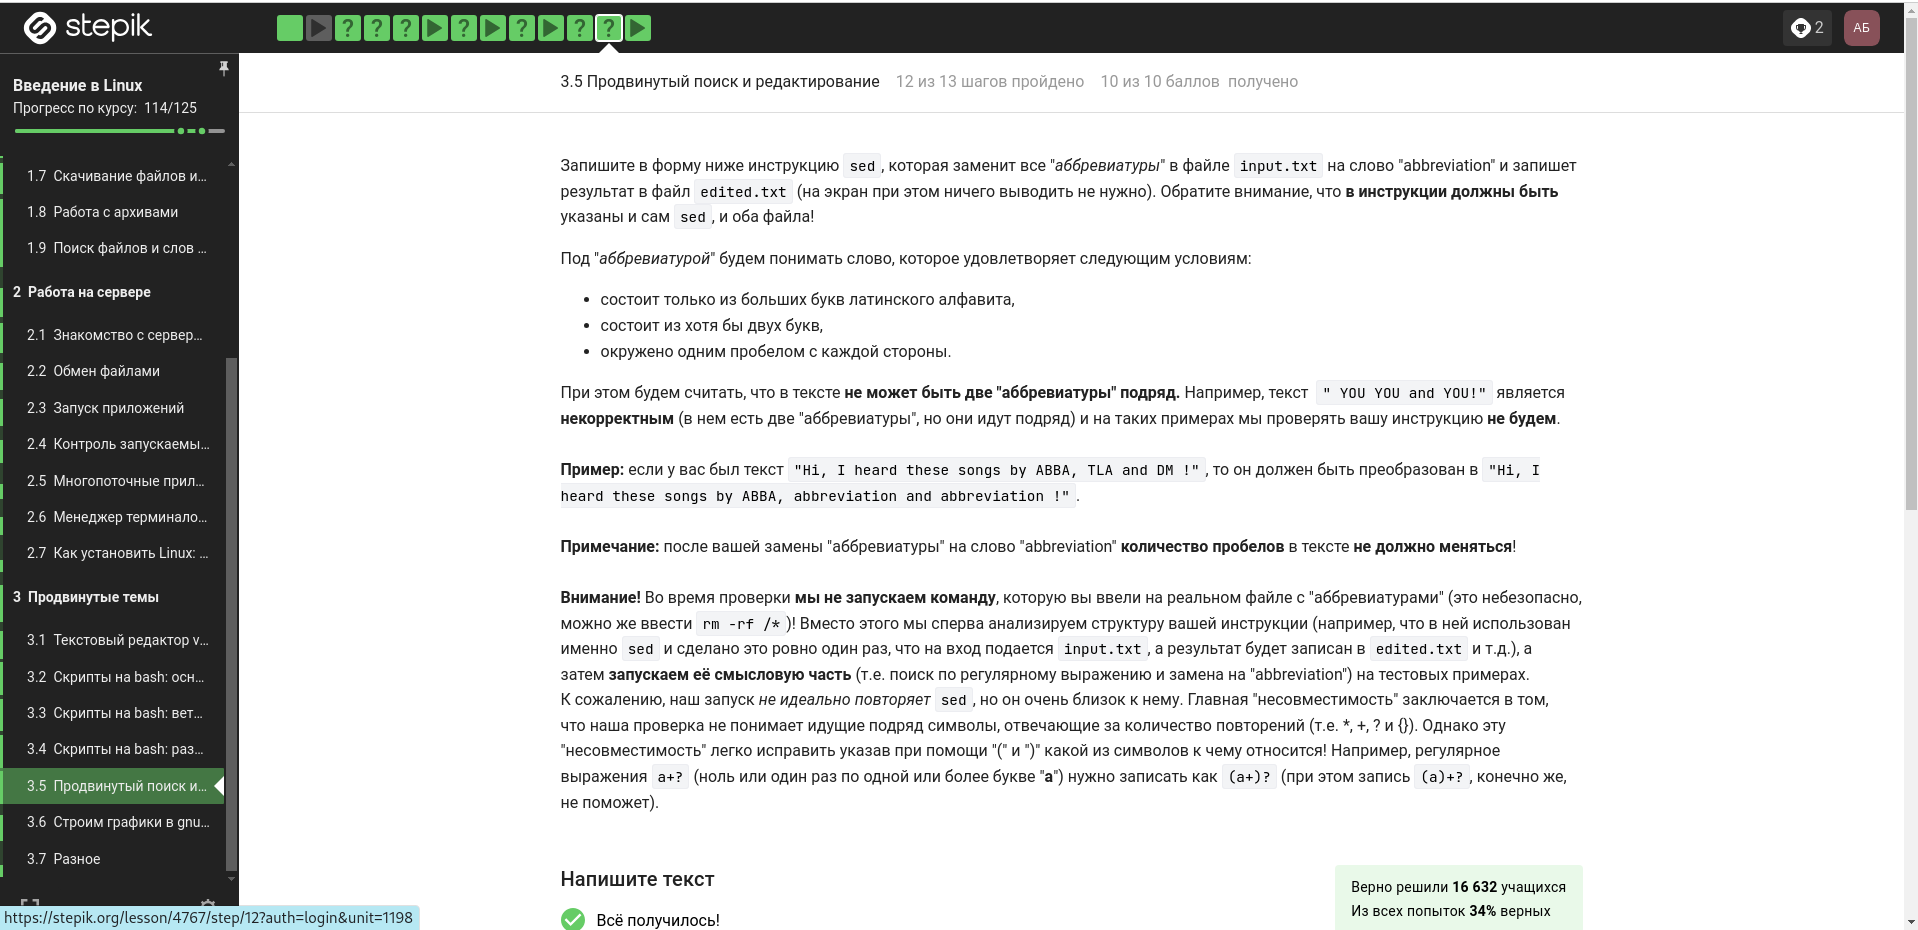 stepik
2
АБ
Введение в Linux
Прогресс по курсу: 114/125
1.7 Скачивание файлов и...
1.8 Работа с архивами
1.9 Поиск файлов и слов ...
2 Работа на сервере
2.1 Знакомство с сервер...
2.2 Обмен файлами
2.3 Запуск приложений
2.4 Контроль запускаемы...
2.5 Многопоточные прил...
2.6 Менеджер терминало...
2.7 Как установить Linux: ...
3 Продвинутые темы
3.1 Текстовый редактор v...
3.2 Скрипты на bash: осн...
3.3 Скрипты на bash: вет...
3.4 Скрипты на bash: раз...
3.5 Продвинутый поиск и...
3.6 Строим графики в gnu...
3.7 Разное
https://stepik.org/lesson/4767/step/12?auth=login&unit=1198
3.5 Продвинутый поиск и редактирование 12 из 13 шагов пройдено 10 из 10 баллов получено
Запишите в форму ниже инструкцию sed, которая заменит все "аббревиатуры" в файле input.txt на слово "abbreviation" и запишет
результат в файл edited.txt (на экран при этом ничего выводить не нужно). Обратите внимание, что в инструкции должны быть
указаны и сам sed, и оба файла!
Под "аббревиатурой" будем понимать слово, которое удовлетворяет следующим условиям:
• состоит только из больших букв латинского алфавита,
• состоит из хотя бы двух букв,
• окружено одним пробелом с каждой стороны.
При этом будем считать, что в тексте не может быть две "аббревиатуры" подряд. Например, текст " YOU YOU and YOU!" является
некорректным (в нем есть две "аббревиатуры", но они идут подряд) и на таких примерах мы проверять вашу инструкцию не будем.
Пример: если у вас был текст "Hi, I heard these songs by ABBA, TLA and DM !", то он должен быть преобразован в "Hi, I
heard these songs by ABBA, abbreviation and abbreviation !".
Примечание: после вашей замены "аббревиатуры" на слово "abbreviation" количество пробелов в тексте не должно меняться!
Внимание! Во время проверки мы не запускаем команду, которую вы ввели на реальном файле с "аббревиатурами" (это небезопасно,
можно же ввести rm -rf /*)! Вместо этого мы сперва анализируем структуру вашей инструкции (например, что в ней использован
именно sed и сделано это ровно один раз, что на вход подается input.txt, а результат будет записан в edited.txt и т.д.), а
затем запускаем её смысловую часть (т.е. поиск по регулярному выражению и замена на "abbreviation") на тестовых примерах.
К сожалению, наш запуск не идеально повторяет sed, но он очень близок к нему. Главная "несовместимость" заключается в том,
что наша проверка не понимает идущие подряд символы, отвечающие за количество повторений (т.е. *, +, ? и {}). Однако эту
"несовместимость" легко исправить указав при помощи "(" и ")" какой из символов к чему относится! Например, регулярное
выражения a+? (ноль или один раз по одной или более букве "a") нужно записать как (a+)? (при этом запись (a)+?, конечно же,
не поможет).
Напишите текст
Всё получилось!
Верно решили 16 632 учащихся
Из всех попыток 34% верных